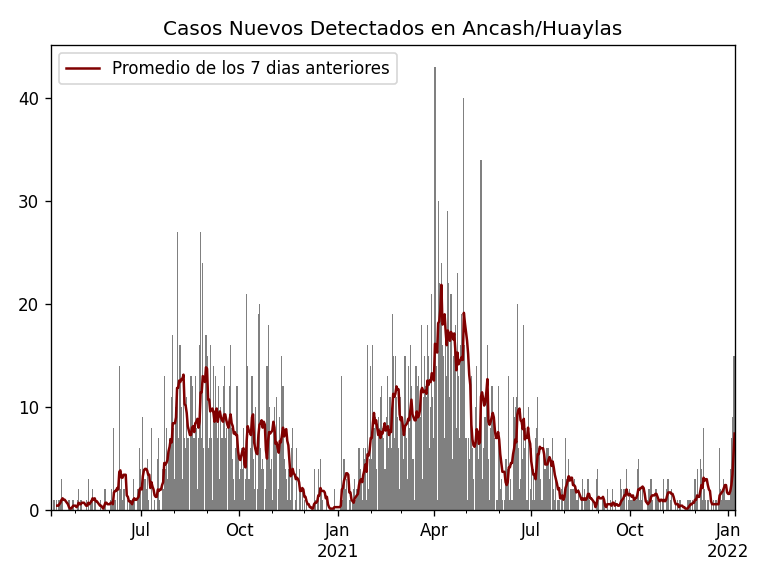 Casos Nuevos Detectados en Ancash/Huaylas
Promedio de los 7 dias anteriores
40
30
20
10
0
Jul Oct Jan Apr Jul Oct Jan
2021 2022